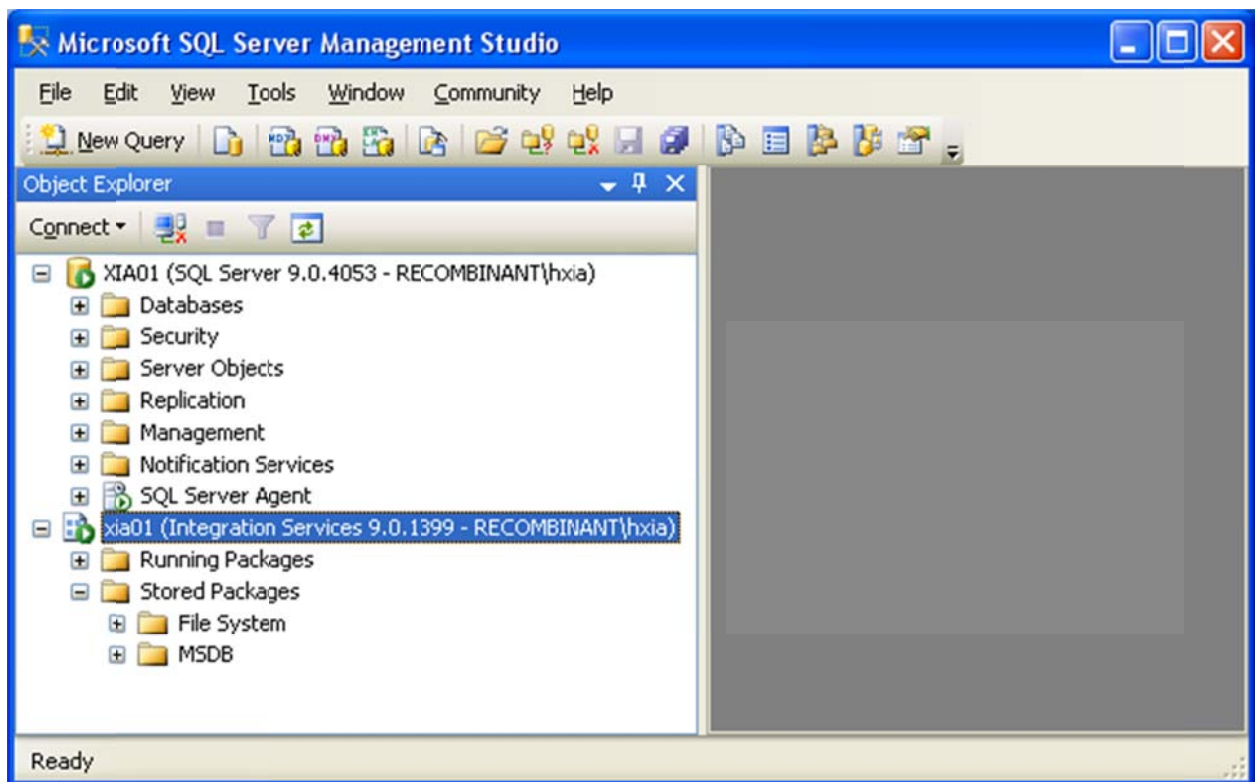 Microsoft SQL Server Management Studio
File Edit View Tools Window Community Help
New Query
Object Explorer
Connect
XIA01 (SQL Server 9.0.4053 - RECOMBINANT\hxia)
Databases
Security
Server Objects
Replication
Management
Notification Services
SQL Server Agent
xia01 (Integration Services 9.0.1399 - RECOMBINANT\hxia)
Running Packages
Stored Packages
File System
MSDB
Ready